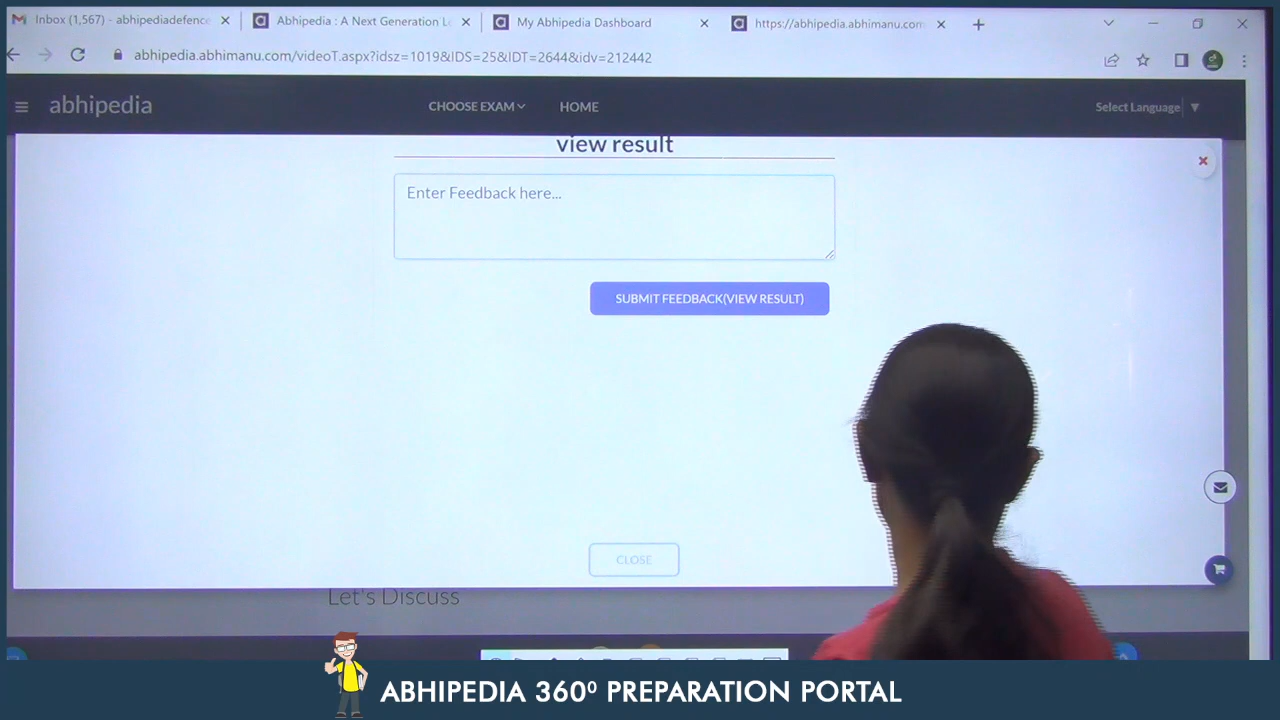 Inbox (1,567) - abhipediadefence
Abhipedia : A Next Generation Le
My Abhipedia Dashboard
https://abhipedia.abhimanu.com
abhipedia.abhimanu.com/videoT.aspx?idsz=1019&IDS=25&IDT=2644&idv=212442
abhipedia
CHOOSE EXAM
HOME
Select Language
view result
Enter Feedback here...
SUBMIT FEEDBACK(VIEW RESULT)
CLOSE
Let's Discuss
ABHIPEDIA 360⁰ PREPARATION PORTAL